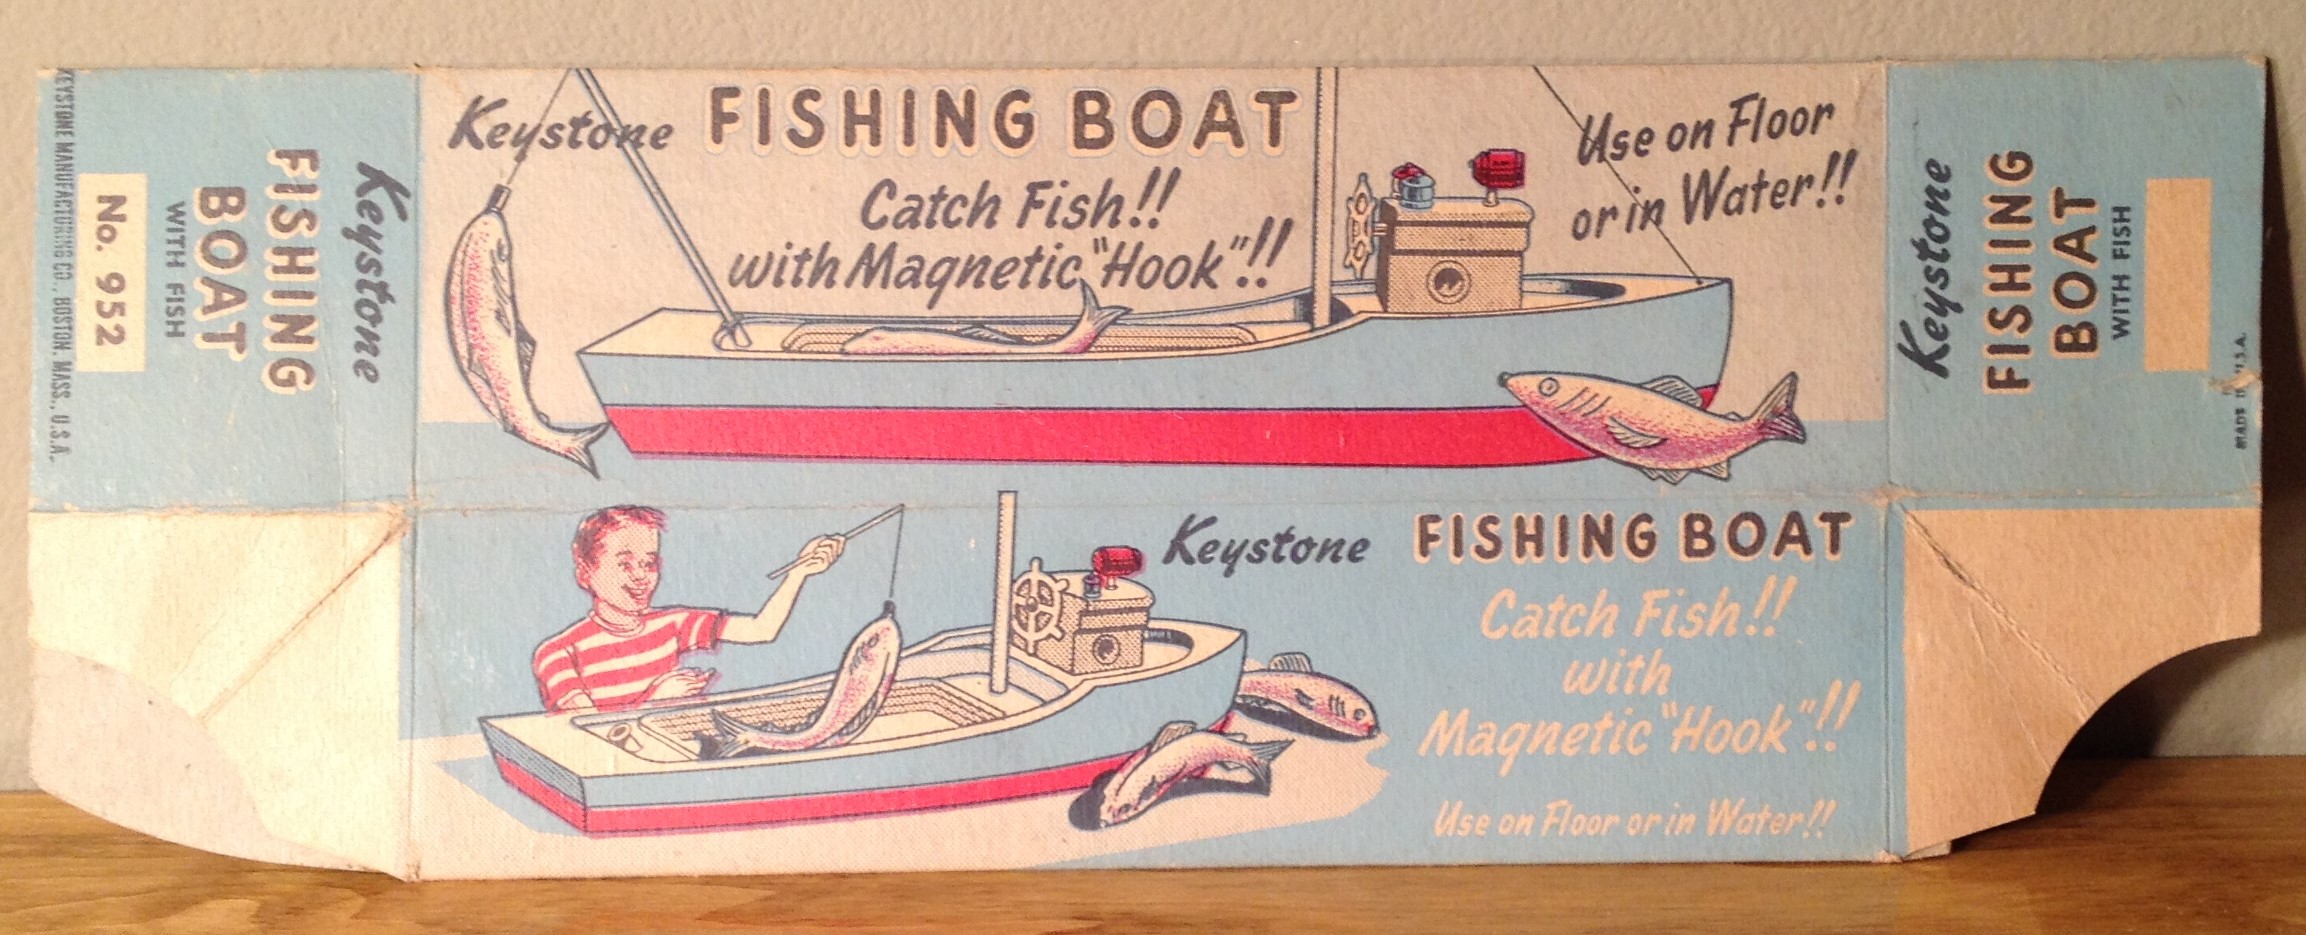 KEYSTONE MANUFACTURING CO., BOSTON, MASS., U.S.A.
No. 952
Keystone
FISHING
BOAT
WITH FISH
Keystone FISHING BOAT
Catch Fish!!
with Magnetic "Hook"!!
Use on Floor
or in Water!!
Keystone FISHING BOAT
Catch Fish!!
with
Magnetic "Hook"!!
Use on Floor or in Water!!
Keystone
FISHING
BOAT
WITH FISH
MADE U.S.A.